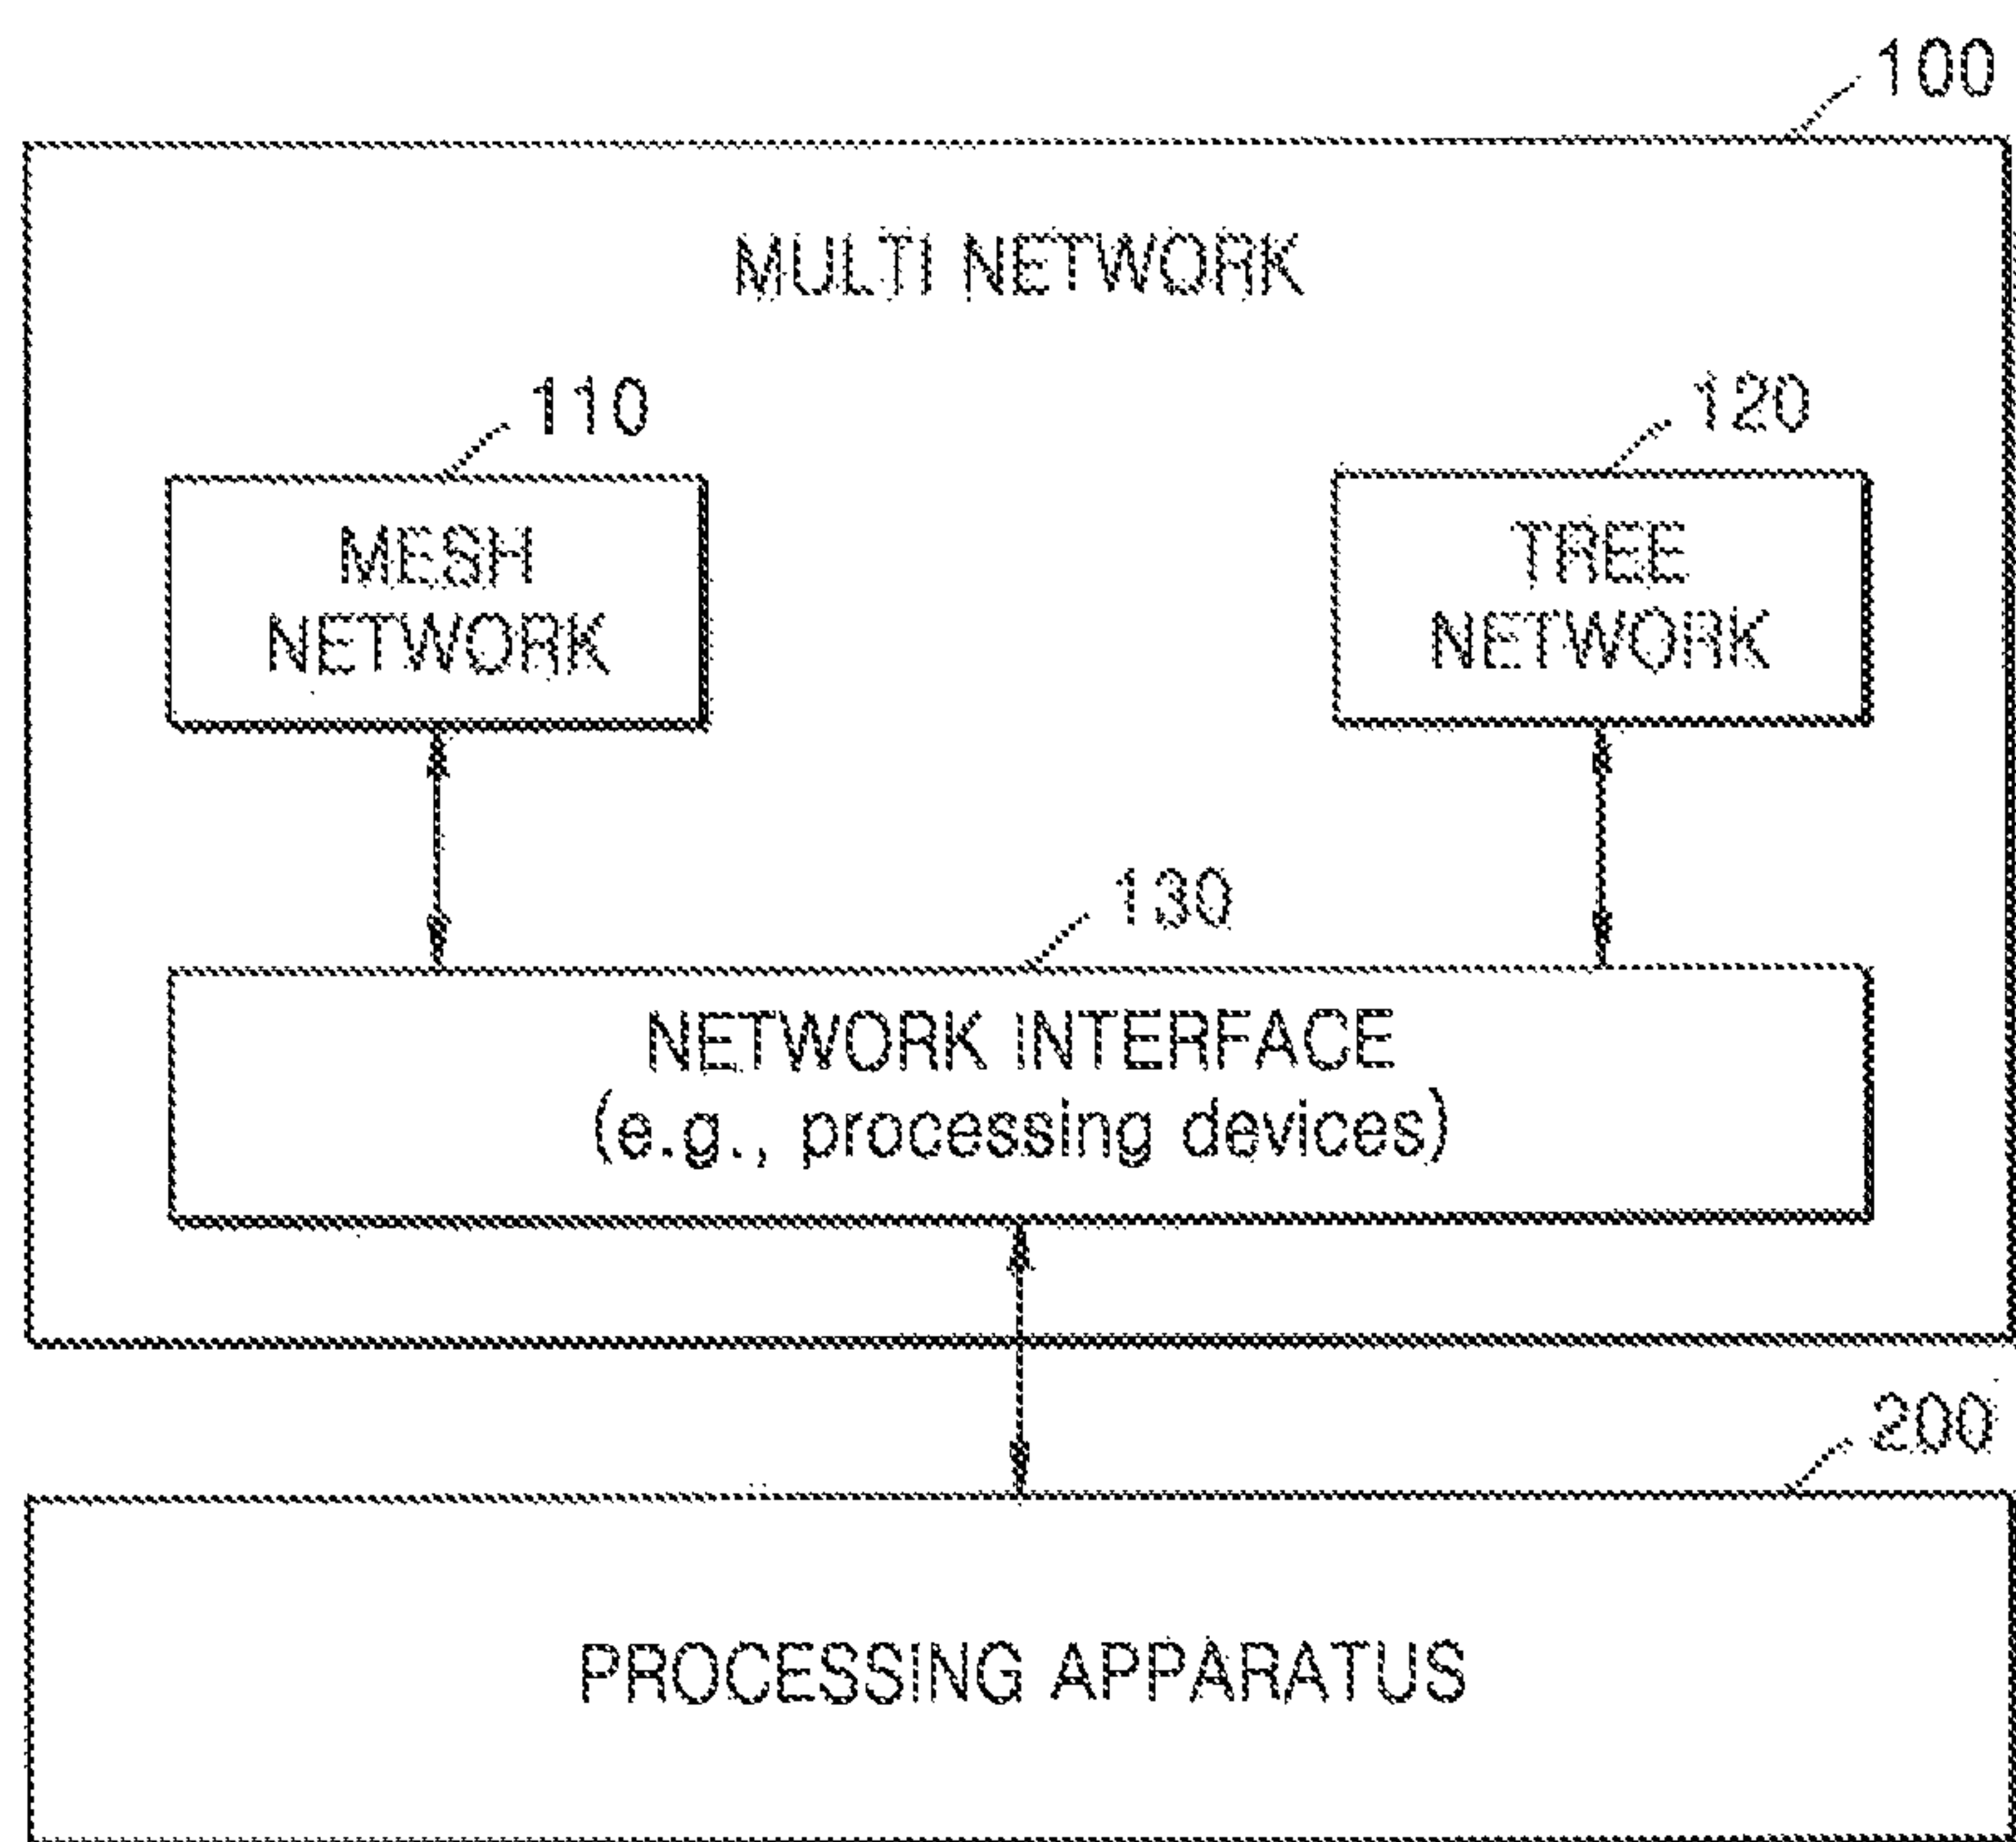 100
MULTI NETWORK
110
120
MESH
NETWORK
TREE
NETWORK
130
NETWORK INTERFACE
(e.g., processing devices)
200
PROCESSING APPARATUS